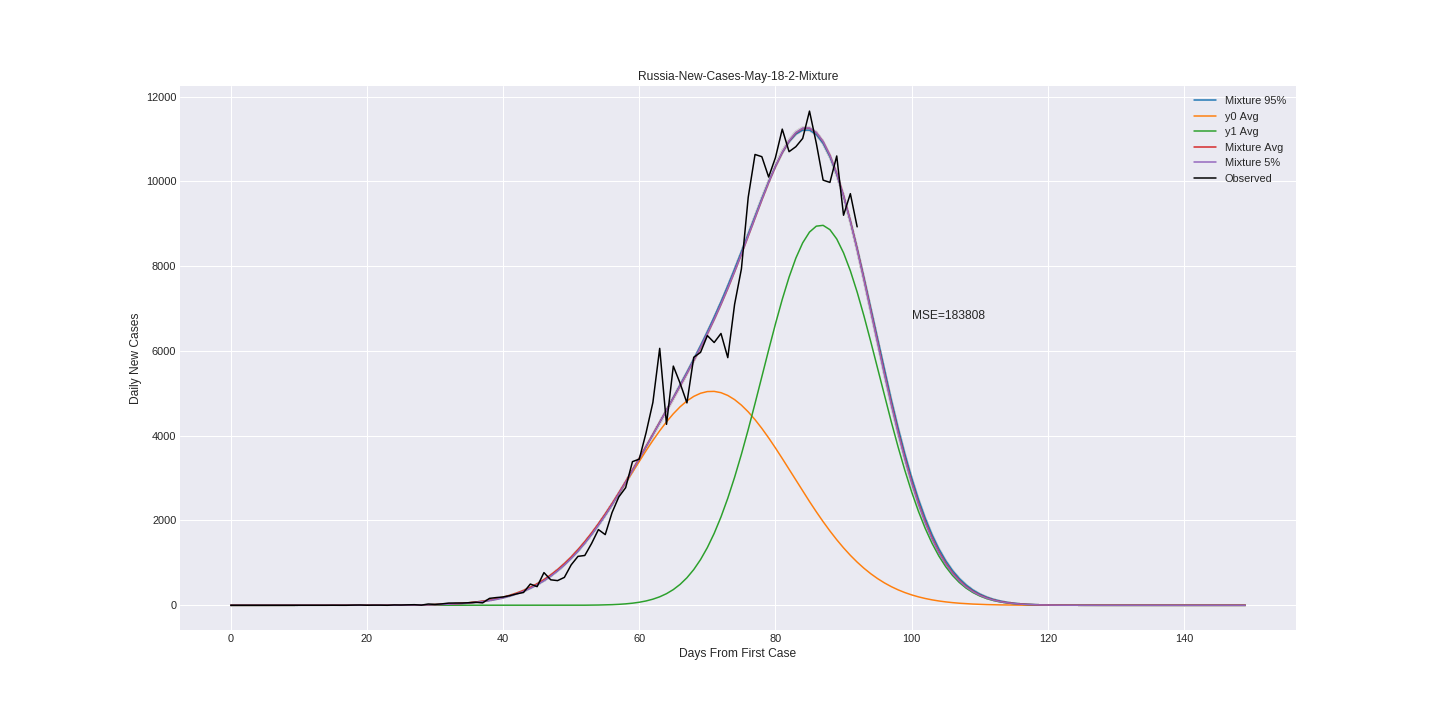 Russia-New-Cases-May-18-2-Mixture
12000
10000
8000
6000
4000
2000
0
Daily New Cases
Mixture 95%
y0 Avg
y1 Avg
Mixture Avg
Mixture 5%
Observed
MSE=183808
0 20 40 60 80 100 120 140
Days From First Case